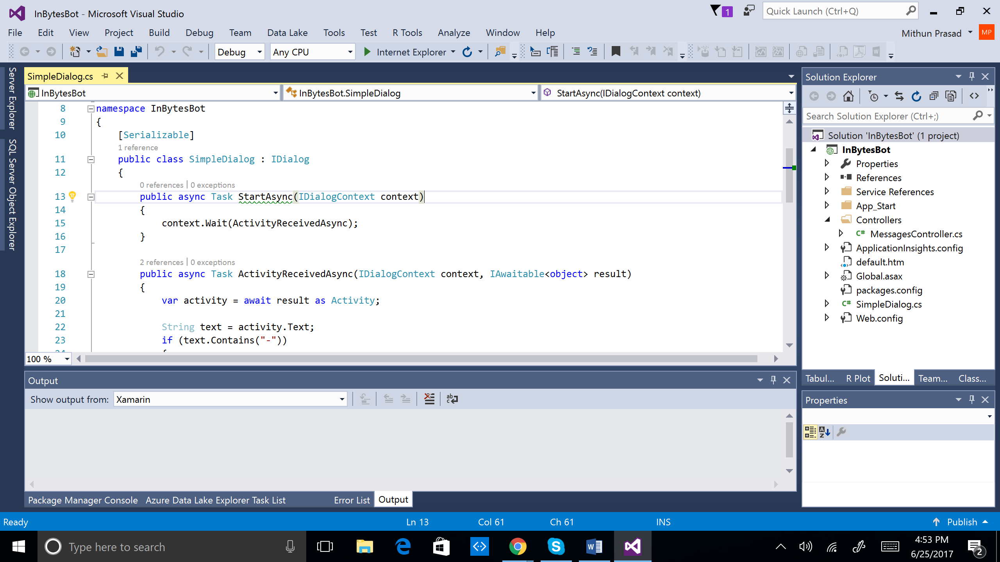 InBytesBot - Microsoft Visual Studio
1
Quick Launch (Ctrl+Q)
File Edit View Project Build Debug Team Data Lake Tools Test R Tools Analyze Window Help
Mithun Prasad MP
Debug Any CPU Internet Explorer
Server Explorer
SQL Server Object Explorer
SimpleDialog.cs
InBytesBot InBytesBot.SimpleDialog StartAsync(IDialogContext context)
8 namespace InBytesBot
9 {
10 [Serializable]
1 reference
11 public class SimpleDialog : IDialog
12 {
0 references | 0 exceptions
13 public async Task StartAsync(IDialogContext context)
14 {
15 context.Wait(ActivityReceivedAsync);
16 }
17
2 references | 0 exceptions
18 public async Task ActivityReceivedAsync(IDialogContext context, IAwaitable<object> result)
19 {
20 var activity = await result as Activity;
21
22 String text = activity.Text;
23 if (text.Contains("-"))
100 %
Output
Show output from: Xamarin
Package Manager Console Azure Data Lake Explorer Task List Error List Output
Solution Explorer
Search Solution Explorer (Ctrl+;)
Solution 'InBytesBot' (1 project)
InBytesBot
Properties
References
Service References
App_Start
Controllers
C# MessagesController.cs
ApplicationInsights.config
default.htm
Global.asax
packages.config
C# SimpleDialog.cs
Web.config
Tabul... R Plot Soluti... Team... Class...
Properties
Ready Ln 13 Col 61 Ch 61 INS Publish
Type here to search
4:53 PM
6/25/2017
2